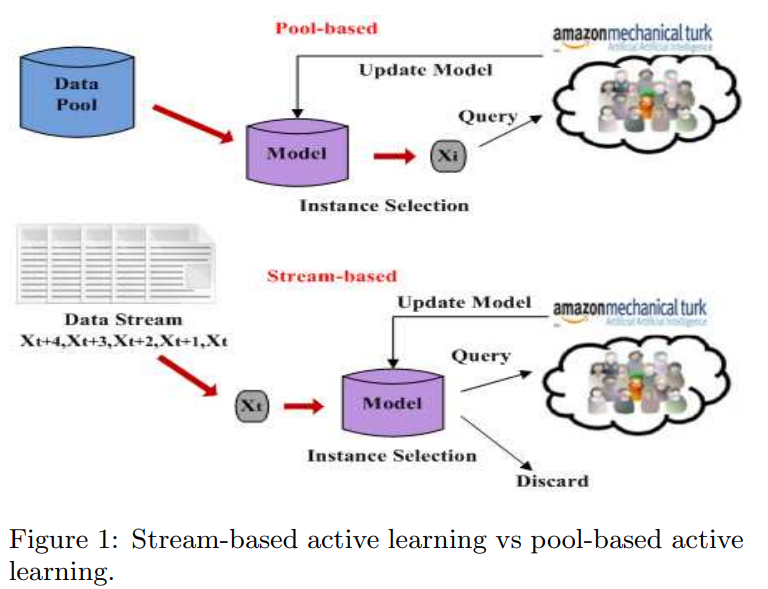 Pool-based
amazonmechanical turk
Artificial Artificial Intelligence
Data
Pool
Update Model
Query
Model
Xi
Instance Selection
Stream-based
Data Stream
Xt+4,Xt+3,Xt+2,Xt+1,Xt
Update Model
amazonmechanical turk
Artificial Artificial Intelligence
Query
Xt
Model
Instance Selection
Discard
Figure 1: Stream-based active learning vs pool-based active
learning.